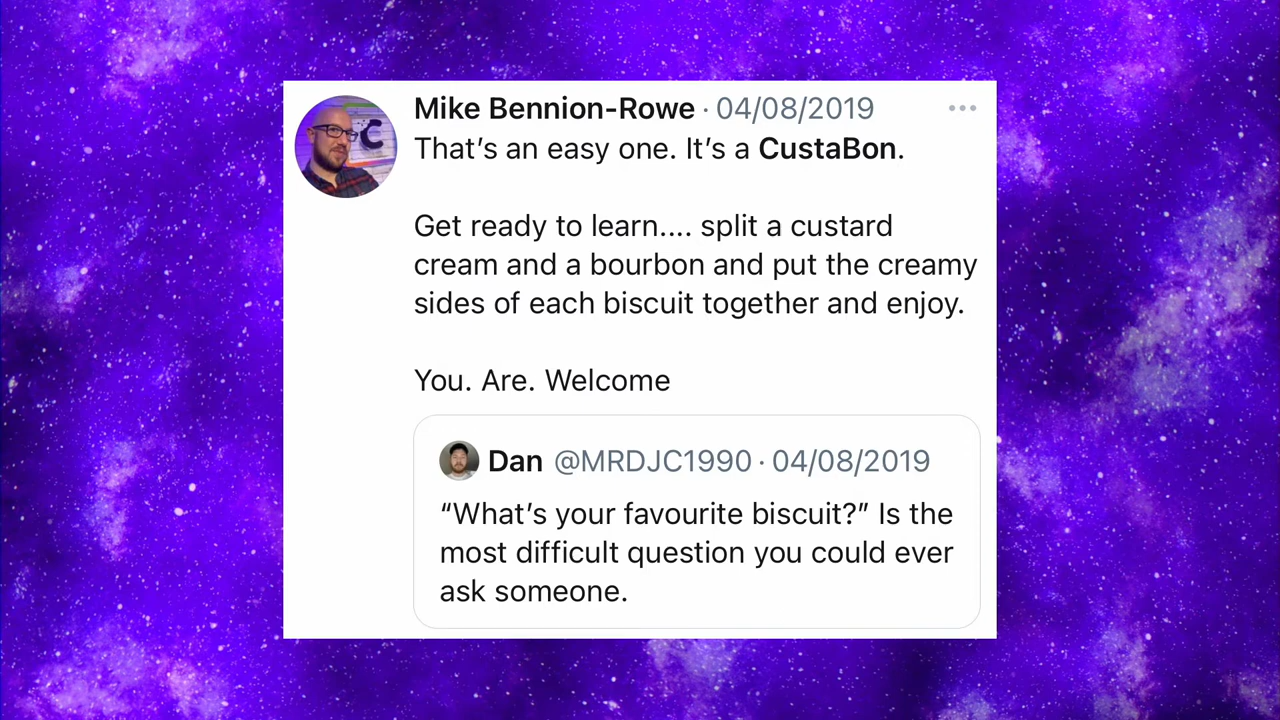 Mike Bennion-Rowe · 04/08/2019 ...
That’s an easy one. It’s a CustaBon.
C
Get ready to learn.... split a custard
cream and a bourbon and put the creamy
sides of each biscuit together and enjoy.
You. Are. Welcome
Dan @MRDJC1990 · 04/08/2019
“What’s your favourite biscuit?” Is the
most difficult question you could ever
ask someone.